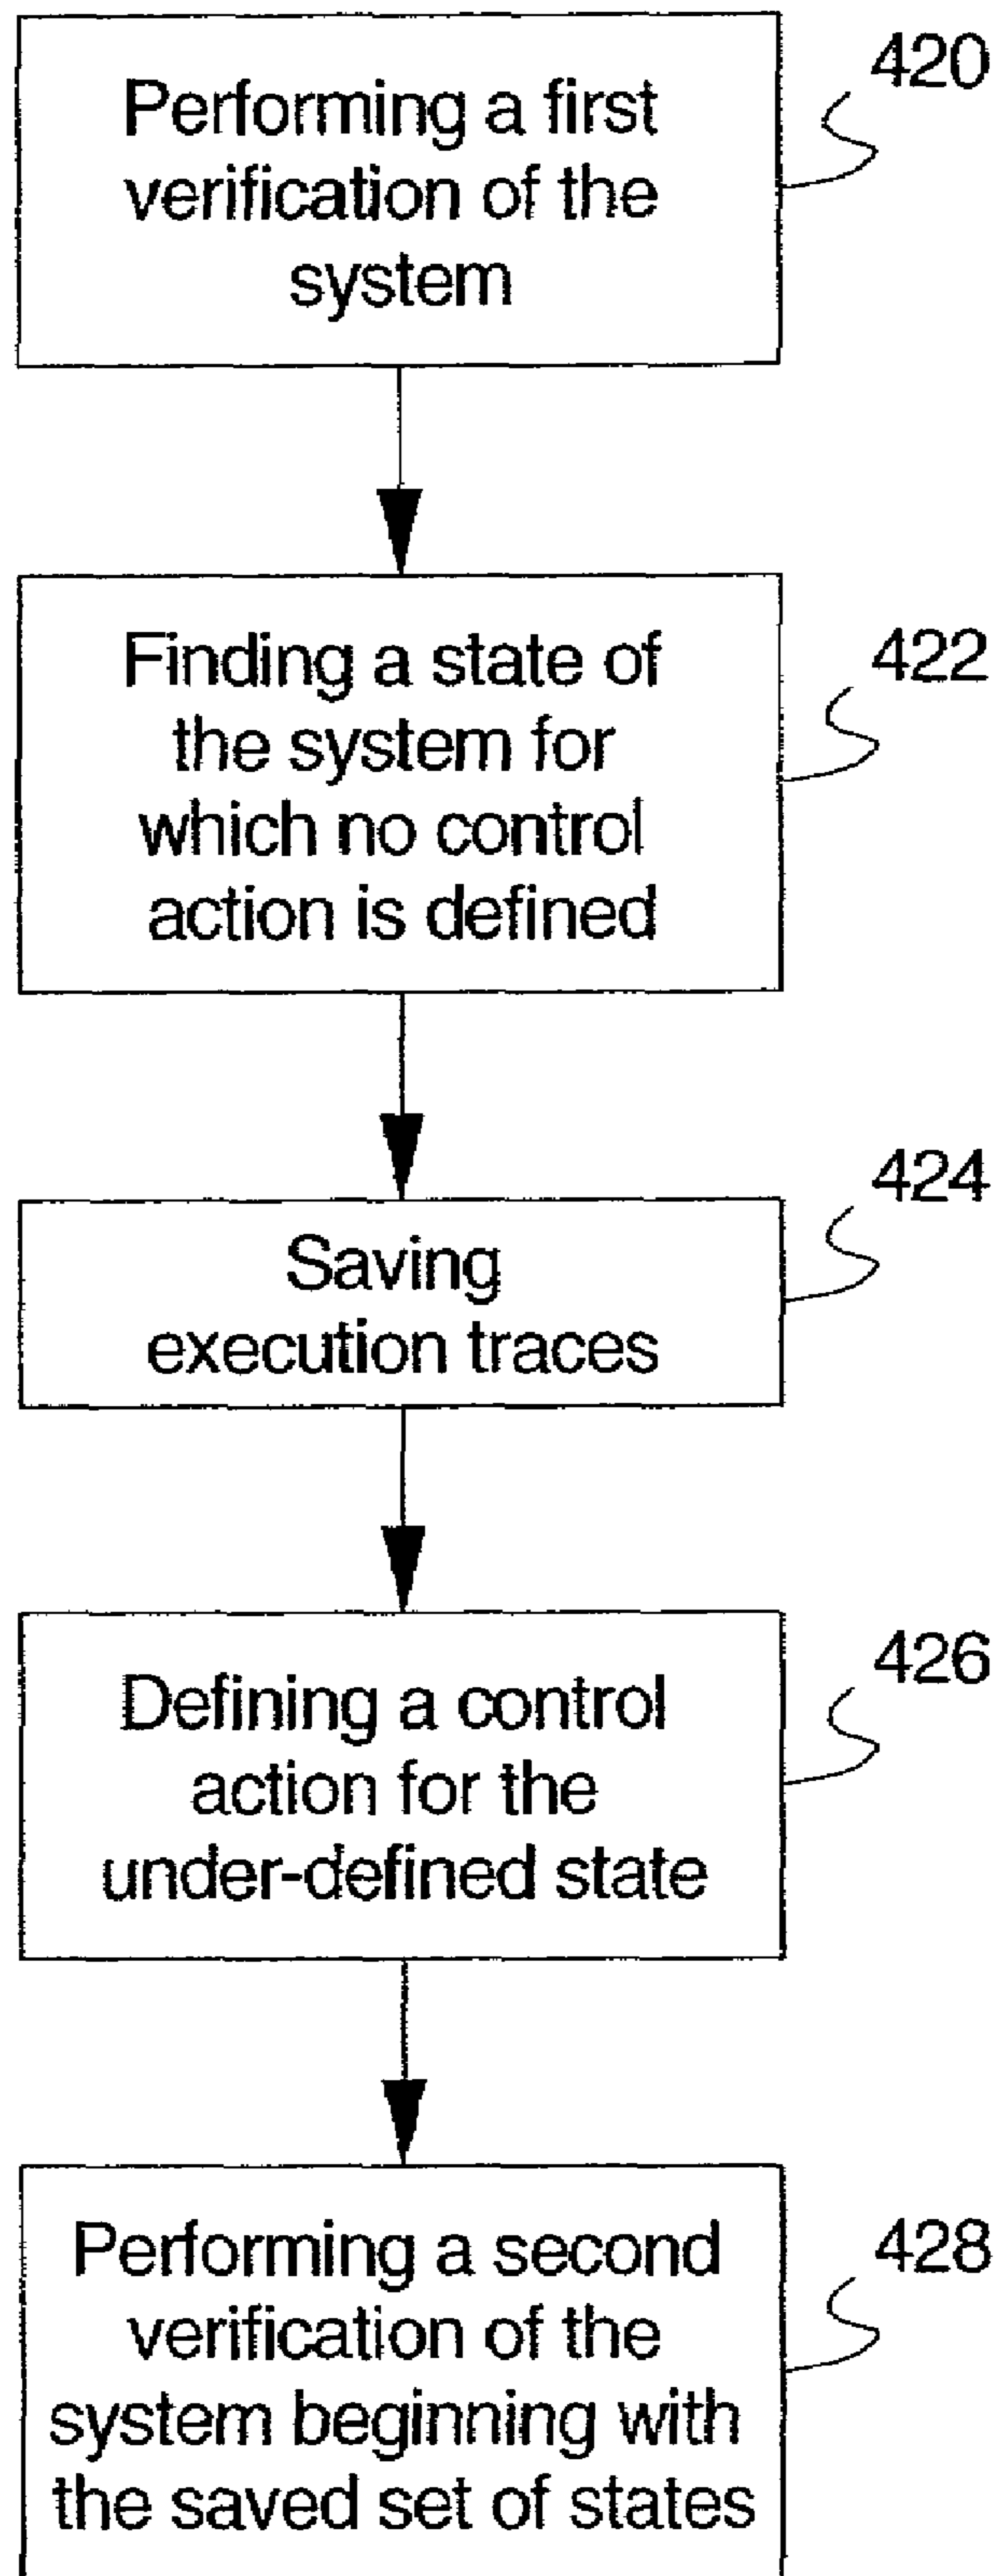 Performing a first
verification of the
system
420
Finding a state of
the system for
which no control
action is defined
422
Saving
execution traces
424
Defining a control
action for the
under-defined state
426
Performing a second
verification of the
system beginning with
the saved set of states
428